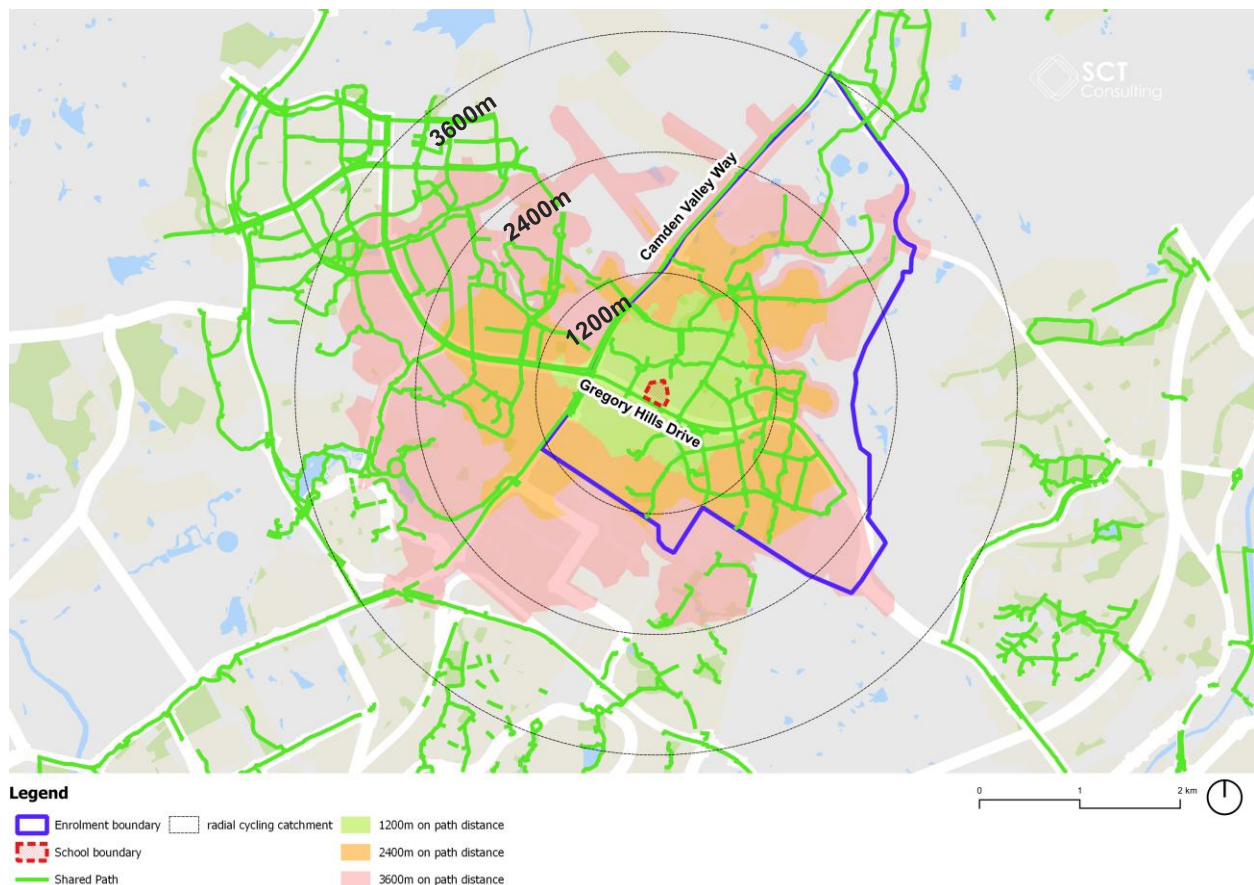 SCT
Consulting
3600m
2400m
Camden Valley Way
1200m
Gregory Hills Drive
Legend
Enrolment boundary
radial cycling catchment
1200m on path distance
School boundary
2400m on path distance
Shared Path
3600m on path distance
0 1 2 km